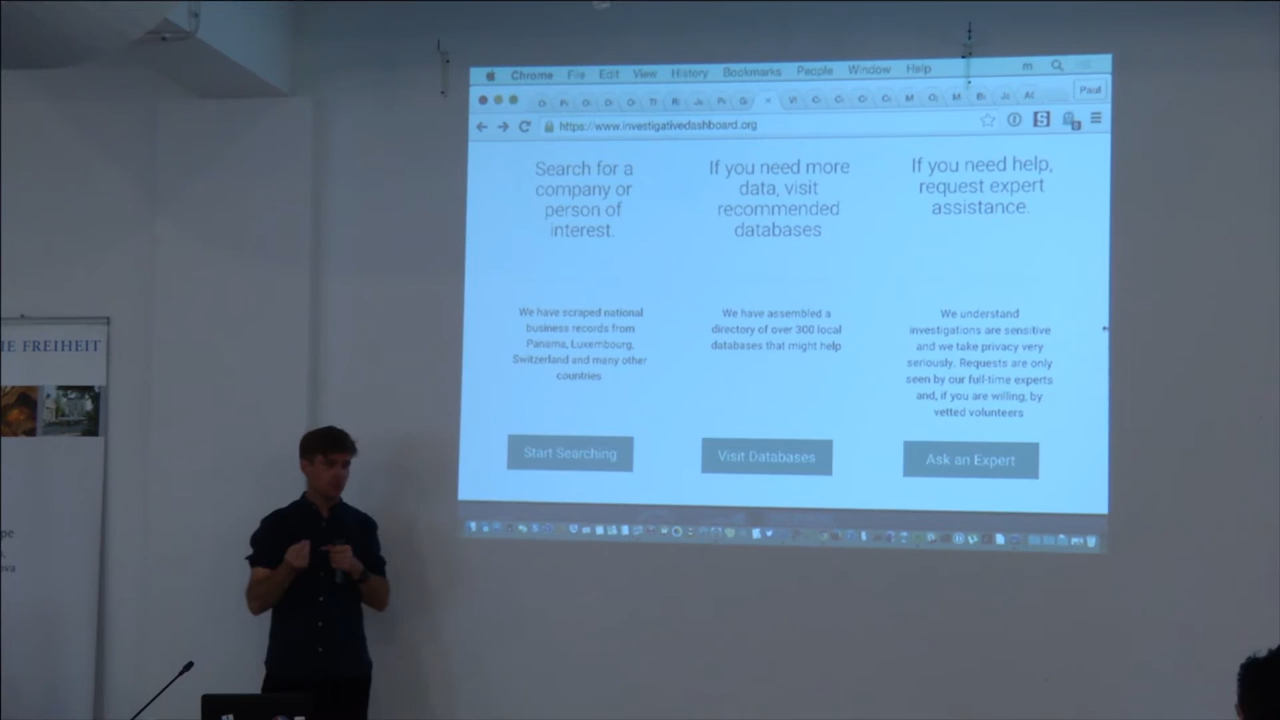 Chrome File Edit View History Bookmarks People Window Help
Paul
https://www.investigativedashboard.org
Search for a
company or
person of
interest.
If you need more
data, visit
recommended
databases
If you need help,
request expert
assistance.
We have scraped national
business records from
Panama, Luxembourg,
Switzerland and many other
countries
We have assembled a
directory of over 300 local
databases that might help
We understand
investigations are sensitive
and we take privacy very
seriously. Requests are only
seen by our full-time experts
and, if you are willing, by
vetted volunteers
Start Searching
Visit Databases
Ask an Expert
IE FREIHEIT